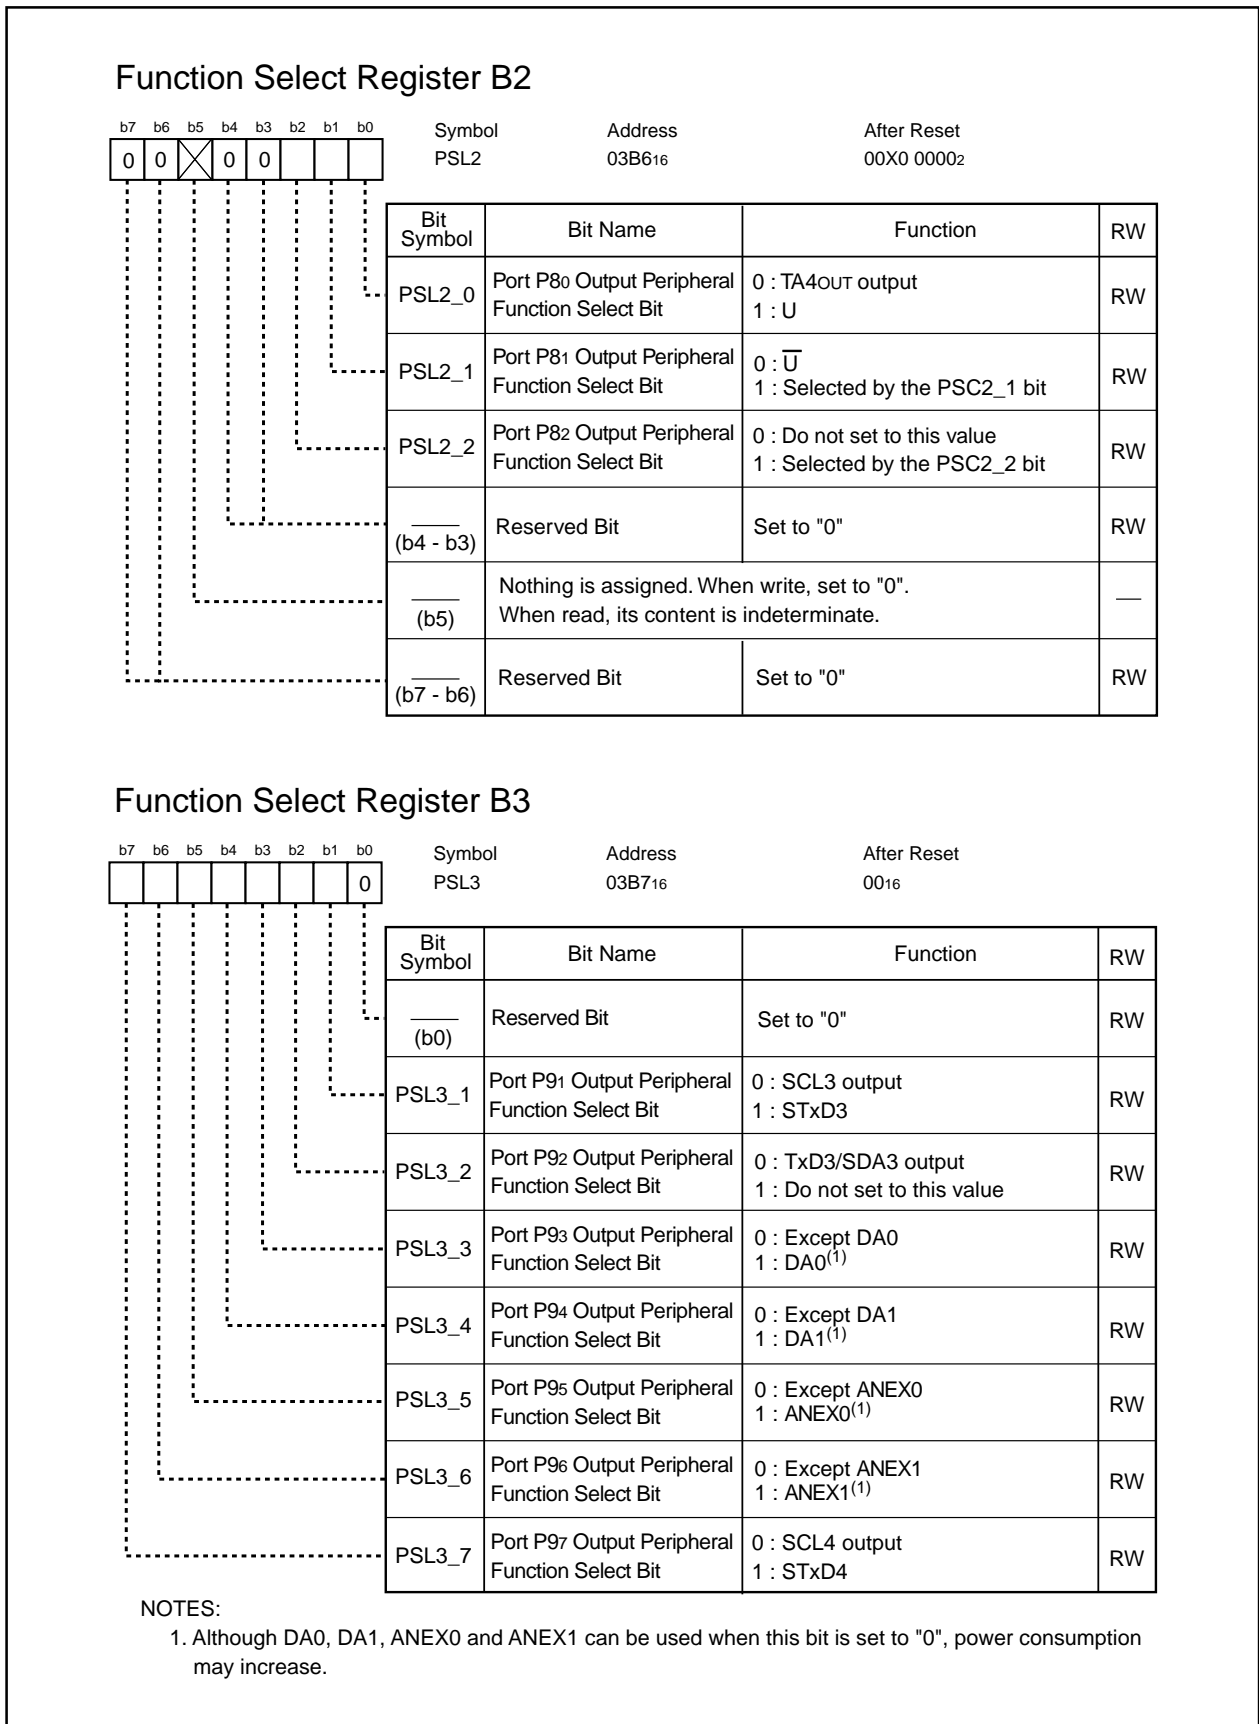 Function Select Register B2
b7 b6 b5 b4 b3 b2 b1 b0 Symbol Address After Reset
0 0 0 0 PSL2 03B616 00X0 00002
Bit Symbol Bit Name Function RW
PSL2_0 Port P80 Output Peripheral Function Select Bit 0 : TA4OUT output 1 : U RW
PSL2_1 Port P81 Output Peripheral Function Select Bit 0 : U̅ 1 : Selected by the PSC2_1 bit RW
PSL2_2 Port P82 Output Peripheral Function Select Bit 0 : Do not set to this value 1 : Selected by the PSC2_2 bit RW
(b4 - b3) Reserved Bit Set to "0" RW
(b5) Nothing is assigned. When write, set to "0". When read, its content is indeterminate. —
(b7 - b6) Reserved Bit Set to "0" RW
Function Select Register B3
b7 b6 b5 b4 b3 b2 b1 b0 Symbol Address After Reset
0 PSL3 03B716 0016
Bit Symbol Bit Name Function RW
(b0) Reserved Bit Set to "0" RW
PSL3_1 Port P91 Output Peripheral Function Select Bit 0 : SCL3 output 1 : STxD3 RW
PSL3_2 Port P92 Output Peripheral Function Select Bit 0 : TxD3/SDA3 output 1 : Do not set to this value RW
PSL3_3 Port P93 Output Peripheral Function Select Bit 0 : Except DA0 1 : DA0(1) RW
PSL3_4 Port P94 Output Peripheral Function Select Bit 0 : Except DA1 1 : DA1(1) RW
PSL3_5 Port P95 Output Peripheral Function Select Bit 0 : Except ANEX0 1 : ANEX0(1) RW
PSL3_6 Port P96 Output Peripheral Function Select Bit 0 : Except ANEX1 1 : ANEX1(1) RW
PSL3_7 Port P97 Output Peripheral Function Select Bit 0 : SCL4 output 1 : STxD4 RW
NOTES:
1. Although DA0, DA1, ANEX0 and ANEX1 can be used when this bit is set to "0", power consumption
may increase.